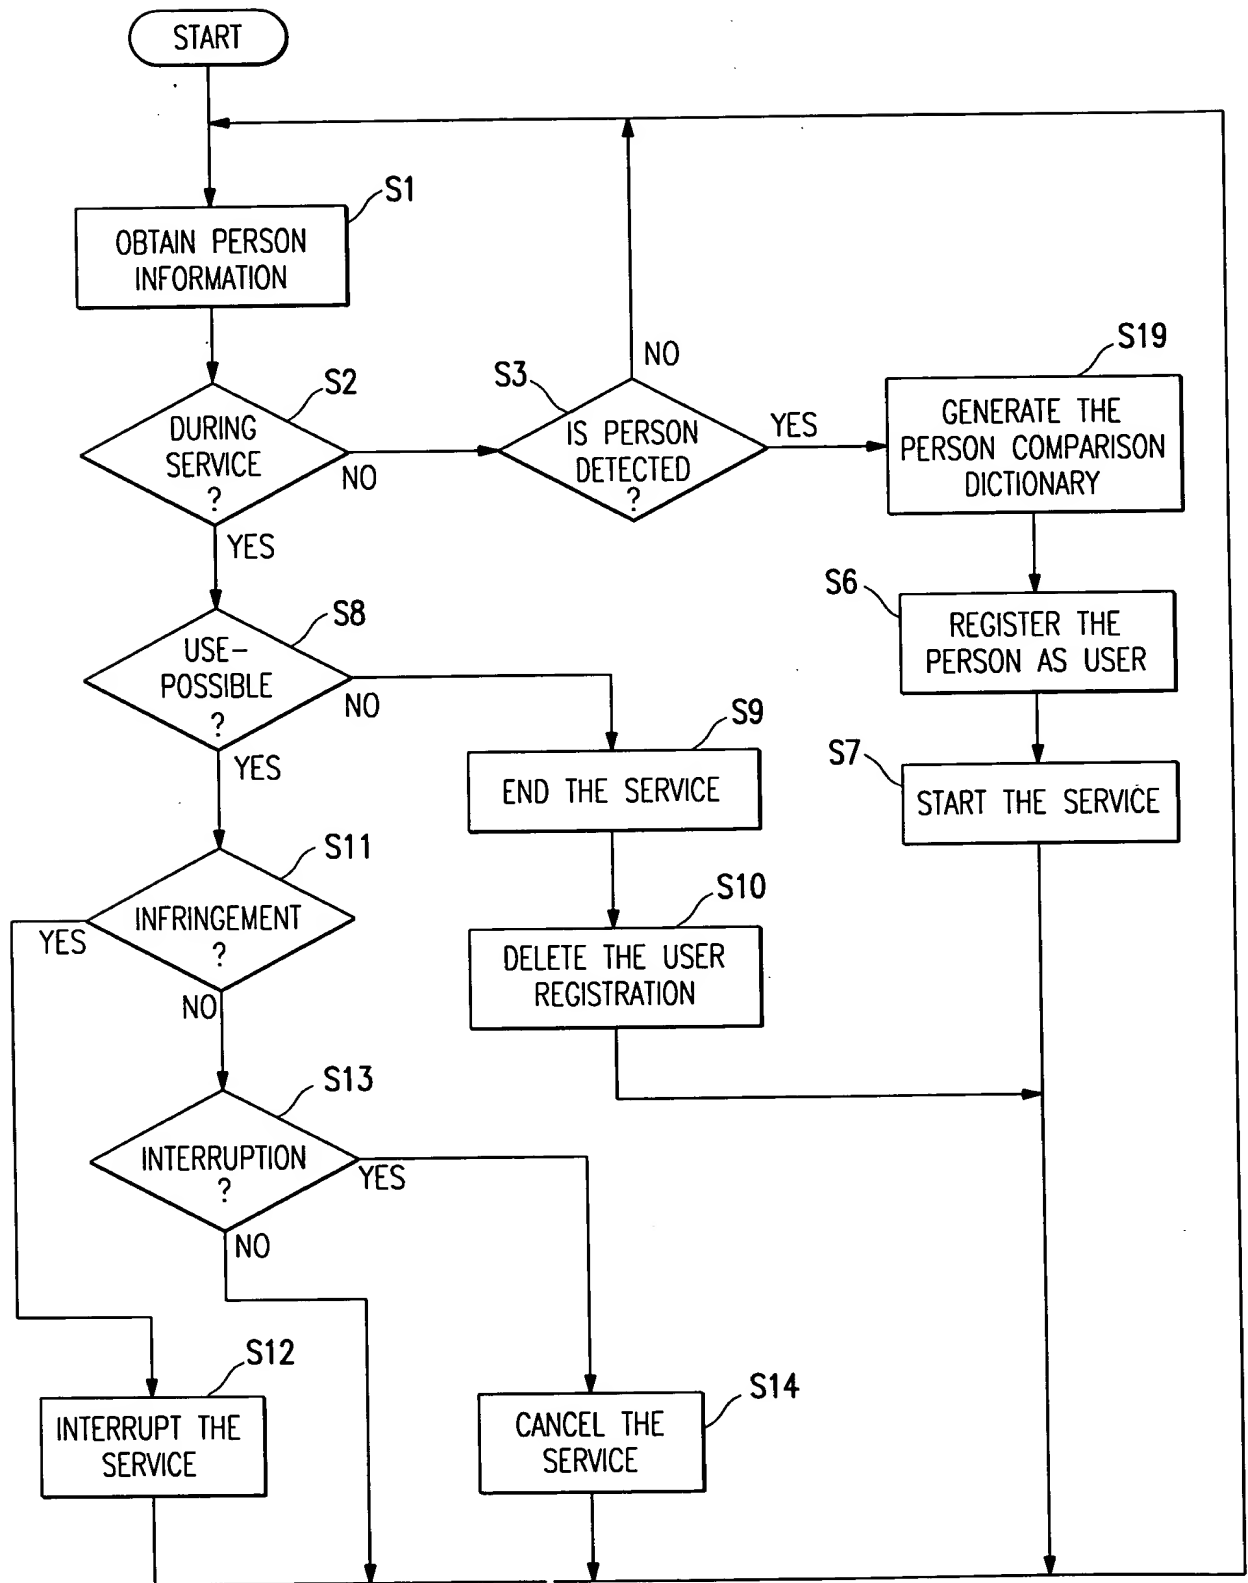 START
S1
OBTAIN PERSON
INFORMATION
S2
DURING
SERVICE
?
NO
YES
S3
IS PERSON
DETECTED
?
NO
YES
S19
GENERATE THE
PERSON COMPARISON
DICTIONARY
S6
REGISTER THE
PERSON AS USER
S7
START THE SERVICE
S8
USE-
POSSIBLE
?
NO
YES
S9
END THE SERVICE
S10
DELETE THE USER
REGISTRATION
S11
INFRINGEMENT
?
YES
NO
S13
INTERRUPTION
?
YES
NO
S12
INTERRUPT THE
SERVICE
S14
CANCEL THE
SERVICE